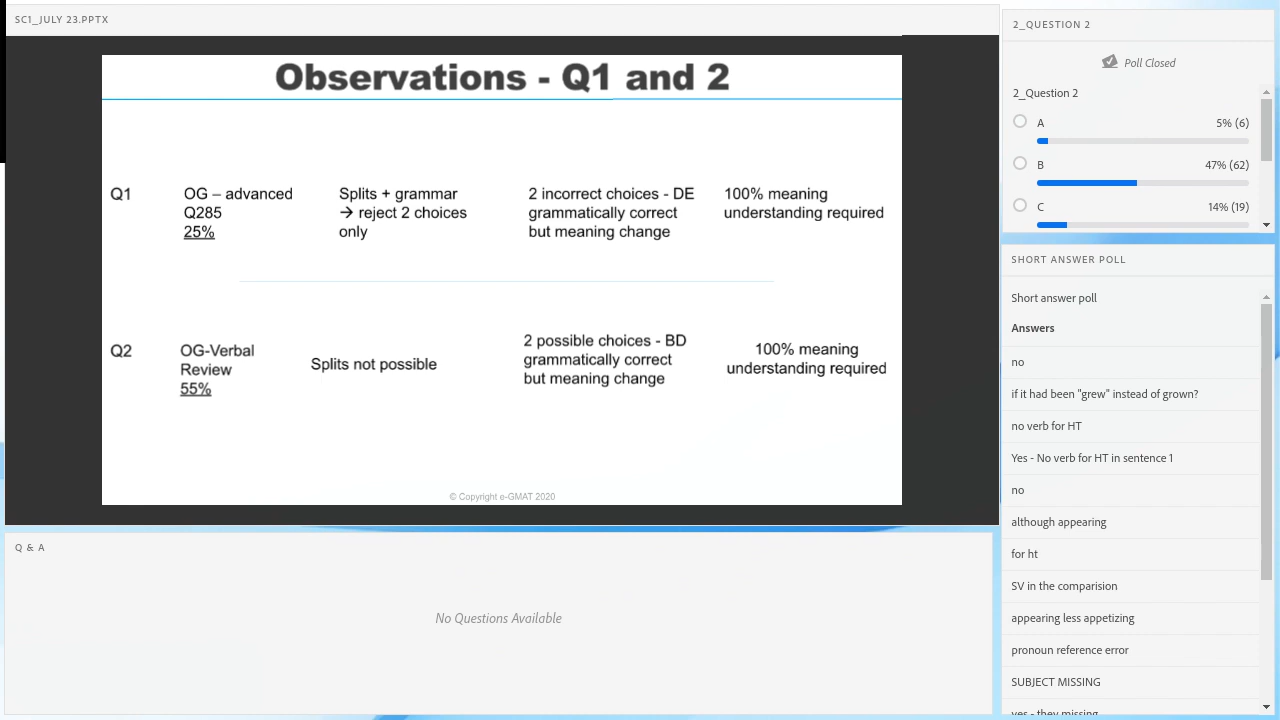 SC1_JULY 23.PPTX
Observations - Q1 and 2
Q1
OG – advanced
Q285
25%
Splits + grammar
→ reject 2 choices
only
2 incorrect choices - DE
grammatically correct
but meaning change
100% meaning
understanding required
Q2
OG-Verbal
Review
55%
Splits not possible
2 possible choices - BD
grammatically correct
but meaning change
100% meaning
understanding required
© Copyright e-GMAT 2020
Q & A
No Questions Available
2_QUESTION 2
Poll Closed
2_Question 2
A 5% (6)
B 47% (62)
C 14% (19)
SHORT ANSWER POLL
Short answer poll
Answers
no
if it had been "grew" instead of grown?
no verb for HT
Yes - No verb for HT in sentence 1
no
although appearing
for ht
SV in the comparision
appearing less appetizing
pronoun reference error
SUBJECT MISSING
yes - they missing